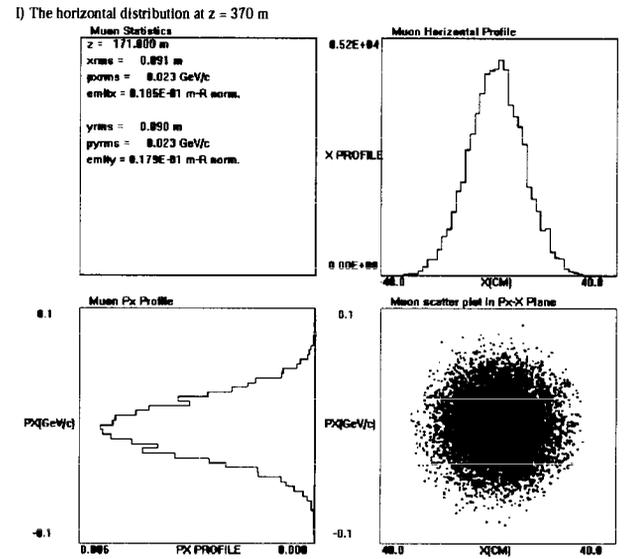 I) The horizontal distribution at z = 370 m
Muon Statistics
z = 171.000 m
xrms = 0.091 m
pxrms = 0.023 GeV/c
emitx = 0.185E-01 m-R norm.
yrms = 0.090 m
pyrms = 0.023 GeV/c
emity = 0.179E-01 m-R norm.
Muon Horizontal Profile
0.52E+04
X PROFILE
0.00E+00
-40.0 X(CM) 40.0
Muon Px Profile
0.1
PX(GeV/c)
-0.1
0.006 PX PROFILE 0.000
Muon scatter plot in Px-X Plane
0.1
PX(GeV/c)
-0.1
40.0 X(CM) 40.0